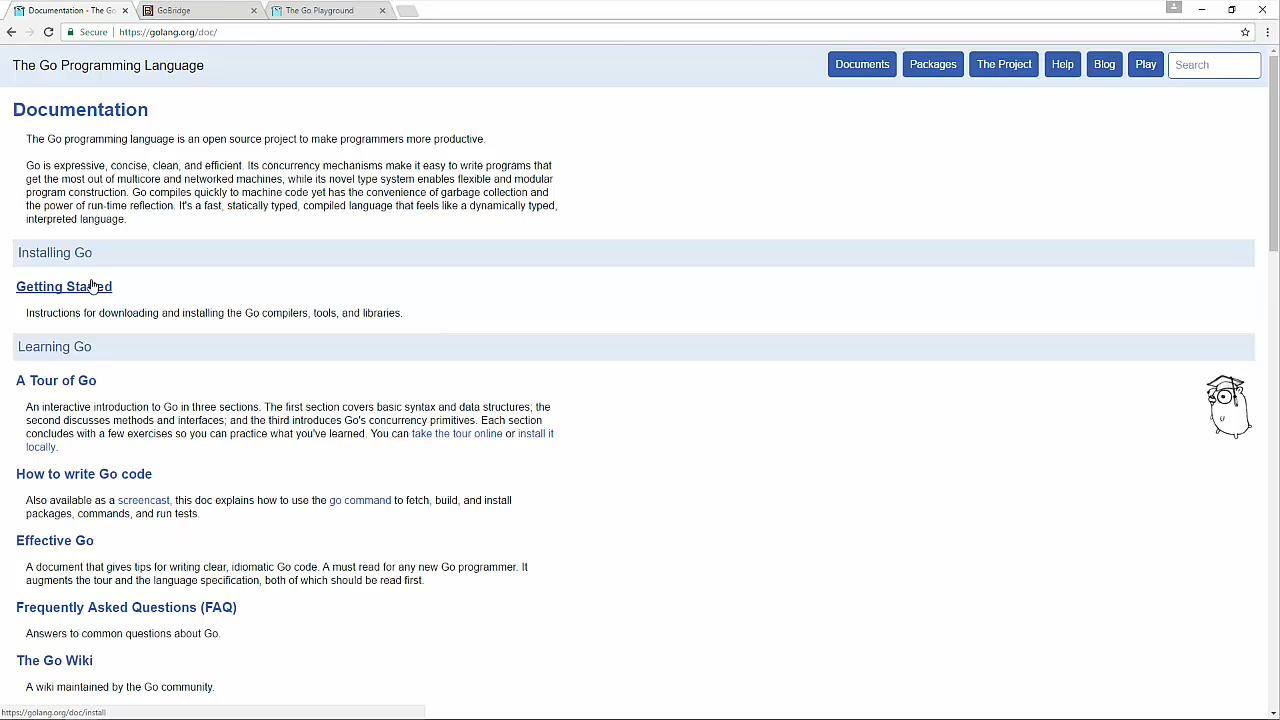 Documentation - The Go
GoBridge
The Go Playground
Secure
https://golang.org/doc/
The Go Programming Language
Documents
Packages
The Project
Help
Blog
Play
Search
Documentation
The Go programming language is an open source project to make programmers more productive.
Go is expressive, concise, clean, and efficient. Its concurrency mechanisms make it easy to write programs that
get the most out of multicore and networked machines, while its novel type system enables flexible and modular
program construction. Go compiles quickly to machine code yet has the convenience of garbage collection and
the power of run-time reflection. It's a fast, statically typed, compiled language that feels like a dynamically typed,
interpreted language.
Installing Go
Getting Started
Instructions for downloading and installing the Go compilers, tools, and libraries.
Learning Go
A Tour of Go
An interactive introduction to Go in three sections. The first section covers basic syntax and data structures; the
second discusses methods and interfaces; and the third introduces Go's concurrency primitives. Each section
concludes with a few exercises so you can practice what you've learned. You can take the tour online or install it
locally.
How to write Go code
Also available as a screencast, this doc explains how to use the go command to fetch, build, and install
packages, commands, and run tests.
Effective Go
A document that gives tips for writing clear, idiomatic Go code. A must read for any new Go programmer. It
augments the tour and the language specification, both of which should be read first.
Frequently Asked Questions (FAQ)
Answers to common questions about Go.
The Go Wiki
A wiki maintained by the Go community.
https://golang.org/doc/install